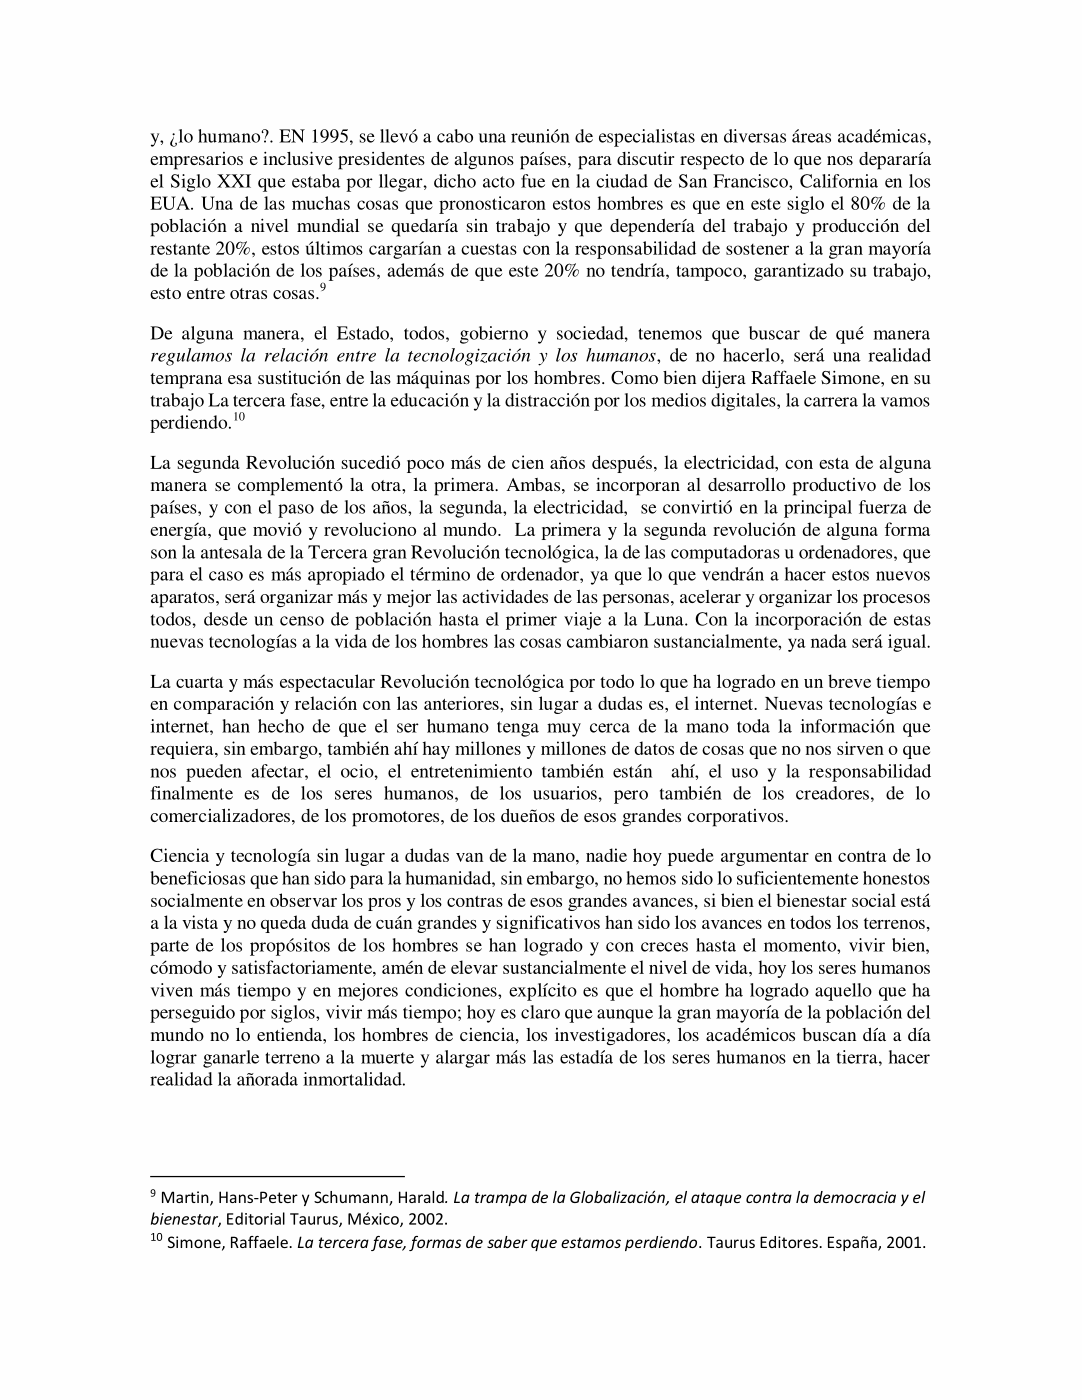 y, ¿lo humano?. EN 1995, se llevó a cabo una reunión de especialistas en diversas áreas académicas,
empresarios e inclusive presidentes de algunos países, para discutir respecto de lo que nos depararía
el Siglo XXI que estaba por llegar, dicho acto fue en la ciudad de San Francisco, California en los
EUA. Una de las muchas cosas que pronosticaron estos hombres es que en este siglo el 80% de la
población a nivel mundial se quedaría sin trabajo y que dependería del trabajo y producción del
restante 20%, estos últimos cargarían a cuestas con la responsabilidad de sostener a la gran mayoría
de la población de los países, además de que este 20% no tendría, tampoco, garantizado su trabajo,
esto entre otras cosas.9
De alguna manera, el Estado, todos, gobierno y sociedad, tenemos que buscar de qué manera
regulamos la relación entre la tecnologización y los humanos, de no hacerlo, será una realidad
temprana esa sustitución de las máquinas por los hombres. Como bien dijera Raffaele Simone, en su
trabajo La tercera fase, entre la educación y la distracción por los medios digitales, la carrera la vamos
perdiendo.10
La segunda Revolución sucedió poco más de cien años después, la electricidad, con esta de alguna
manera se complementó la otra, la primera. Ambas, se incorporan al desarrollo productivo de los
países, y con el paso de los años, la segunda, la electricidad,  se convirtió en la principal fuerza de
energía, que movió y revoluciono al mundo.  La primera y la segunda revolución de alguna forma
son la antesala de la Tercera gran Revolución tecnológica, la de las computadoras u ordenadores, que
para el caso es más apropiado el término de ordenador, ya que lo que vendrán a hacer estos nuevos
aparatos, será organizar más y mejor las actividades de las personas, acelerar y organizar los procesos
todos, desde un censo de población hasta el primer viaje a la Luna. Con la incorporación de estas
nuevas tecnologías a la vida de los hombres las cosas cambiaron sustancialmente, ya nada será igual.
La cuarta y más espectacular Revolución tecnológica por todo lo que ha logrado en un breve tiempo
en comparación y relación con las anteriores, sin lugar a dudas es, el internet. Nuevas tecnologías e
internet, han hecho de que el ser humano tenga muy cerca de la mano toda la información que
requiera, sin embargo, también ahí hay millones y millones de datos de cosas que no nos sirven o que
nos pueden afectar, el ocio, el entretenimiento también están  ahí, el uso y la responsabilidad
finalmente es de los seres humanos, de los usuarios, pero también de los creadores, de lo
comercializadores, de los promotores, de los dueños de esos grandes corporativos.
Ciencia y tecnología sin lugar a dudas van de la mano, nadie hoy puede argumentar en contra de lo
beneficiosas que han sido para la humanidad, sin embargo, no hemos sido lo suficientemente honestos
socialmente en observar los pros y los contras de esos grandes avances, si bien el bienestar social está
a la vista y no queda duda de cuán grandes y significativos han sido los avances en todos los terrenos,
parte de los propósitos de los hombres se han logrado y con creces hasta el momento, vivir bien,
cómodo y satisfactoriamente, amén de elevar sustancialmente el nivel de vida, hoy los seres humanos
viven más tiempo y en mejores condiciones, explícito es que el hombre ha logrado aquello que ha
perseguido por siglos, vivir más tiempo; hoy es claro que aunque la gran mayoría de la población del
mundo no lo entienda, los hombres de ciencia, los investigadores, los académicos buscan día a día
lograr ganarle terreno a la muerte y alargar más las estadía de los seres humanos en la tierra, hacer
realidad la añorada inmortalidad.
9 Martin, Hans-Peter y Schumann, Harald. La trampa de la Globalización, el ataque contra la democracia y el
bienestar, Editorial Taurus, México, 2002.
10 Simone, Raffaele. La tercera fase, formas de saber que estamos perdiendo. Taurus Editores. España, 2001.